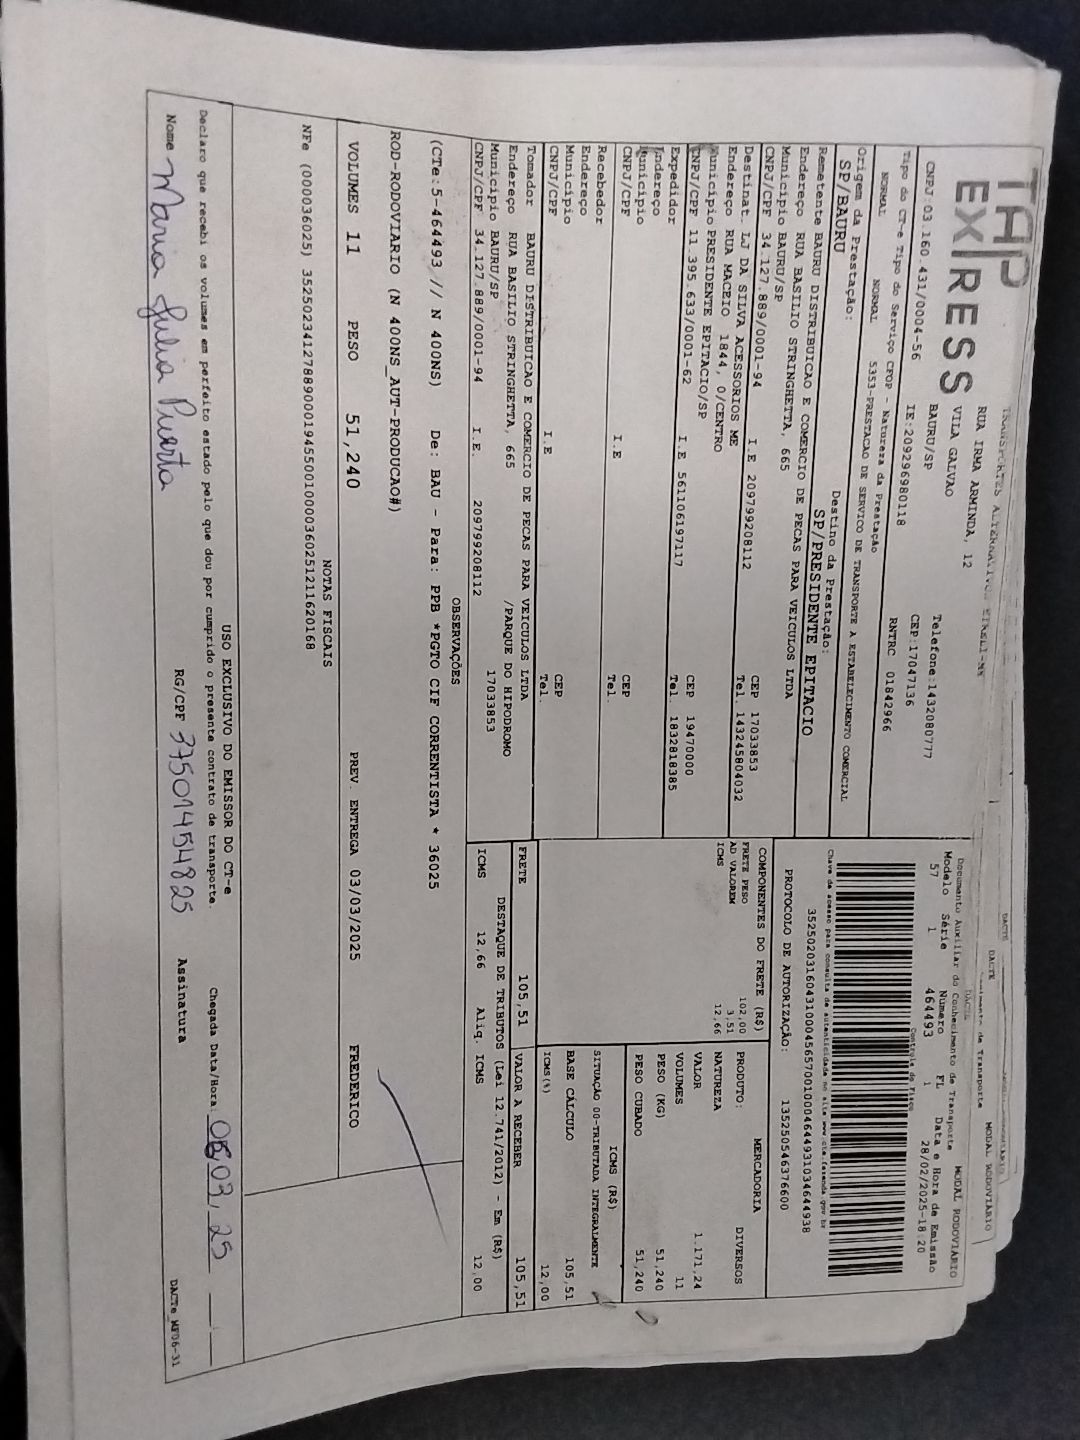 TAP
EX/RESS
RUA IRMA ARMINDA, 12
VILA GALVAO
BAURU/SP
CNPJ:03.160.431/0004-56 IE:209296980118
Telefone:1432080777
CEP:17047136
RNTRC 01842966
Tipo do CT-e Tipo do Serviço CFOP - Natureza da Prestação
NORMAL NORMAL 5353-PRESTACAO DE SERVICO DE TRANSPORTE A ESTABELECIMENTO COMERCIAL
Origem da Prestação: Destino da Prestação:
SP/BAURU SP/PRESIDENTE EPITACIO
Remetente BAURU DISTRIBUICAO E COMERCIO DE PECAS PARA VEICULOS LTDA
Endereço RUA BASILIO STRINGHETTA, 665
Município BAURU/SP CEP 17033853
CNPJ/CPF 34.127.889/0001-94 I.E 209799208112 Tel. 143245804032
Destinat. LJ DA SILVA ACESSORIOS ME
Endereço RUA MACEIO 1844, 0/CENTRO
Município PRESIDENTE EPITACIO/SP CEP 19470000
CNPJ/CPF 11.395.633/0001-62 I.E 561106197117 Tel. 1832818385
Expedidor
Endereço
Município CEP
CNPJ/CPF I.E Tel.
Recebedor
Endereço
Município CEP
CNPJ/CPF I.E Tel.
Tomador BAURU DISTRIBUICAO E COMERCIO DE PECAS PARA VEICULOS LTDA
Endereço RUA BASILIO STRINGHETTA, 665 /PARQUE DO HIPODROMO
Município BAURU/SP 17033853
CNPJ/CPF 34.127.889/0001-94 I.E. 209799208112
DACTE
DACTE
MODAL RODOVIARIO
DACTE
Documento Auxiliar do Conhecimento de Transporte MODAL RODOVIARIO
Modelo Série Número FL Data e Hora de Emissão
57 1 464493 1 28/02/2025-18:20
Controle do Fisco
Chave de acesso para consulta de autenticidade no site www.cte.fazenda.gov.br
35250203160431000456570010004644931034644938
PROTOCOLO DE AUTORIZAÇÃO: 135250546376600
COMPONENTES DO FRETE (R$)
FRETE PESO 102,00
AD VALOREM 3,51
ICMS 12,66
MERCADORIA
PRODUTO: DIVERSOS
NATUREZA
VALOR 1.171,24
VOLUMES 11
PESO (KG) 51,240
PESO CUBADO 51,240
ICMS (R$)
SITUAÇÃO 00-TRIBUTADA INTEGRALMENTE
BASE CÁLCULO 105,51
ICMS(%) 12,00
FRETE 105,51 VALOR A RECEBER 105,51
DESTAQUE DE TRIBUTOS (Lei 12.741/2012) - Em (R$)
ICMS 12,66 Aliq. ICMS 12,00
OBSERVAÇÕES
(CTe:5-464493 // N 400NS) De: BAU - Para: PPB *PGTO CIF CORRENTISTA * 36025
ROD-RODOVIARIO (N 400NS_AUT-PRODUCAO#)
VOLUMES 11 PESO 51,240 PREV. ENTREGA 03/03/2025 FREDERICO
NOTAS FISCAIS
NFe (000036025) 35250234127889000194550010000360251211620168
USO EXCLUSIVO DO EMISSOR DO CT-e
Declaro que recebi os volumes em perfeito estado pelo que dou por cumprido o presente contrato de transporte. Chegada Data/Hora: 03, 25
Nome Maria Julia RG/CPF 37501454825 Assinatura
DACTe_MF06-31